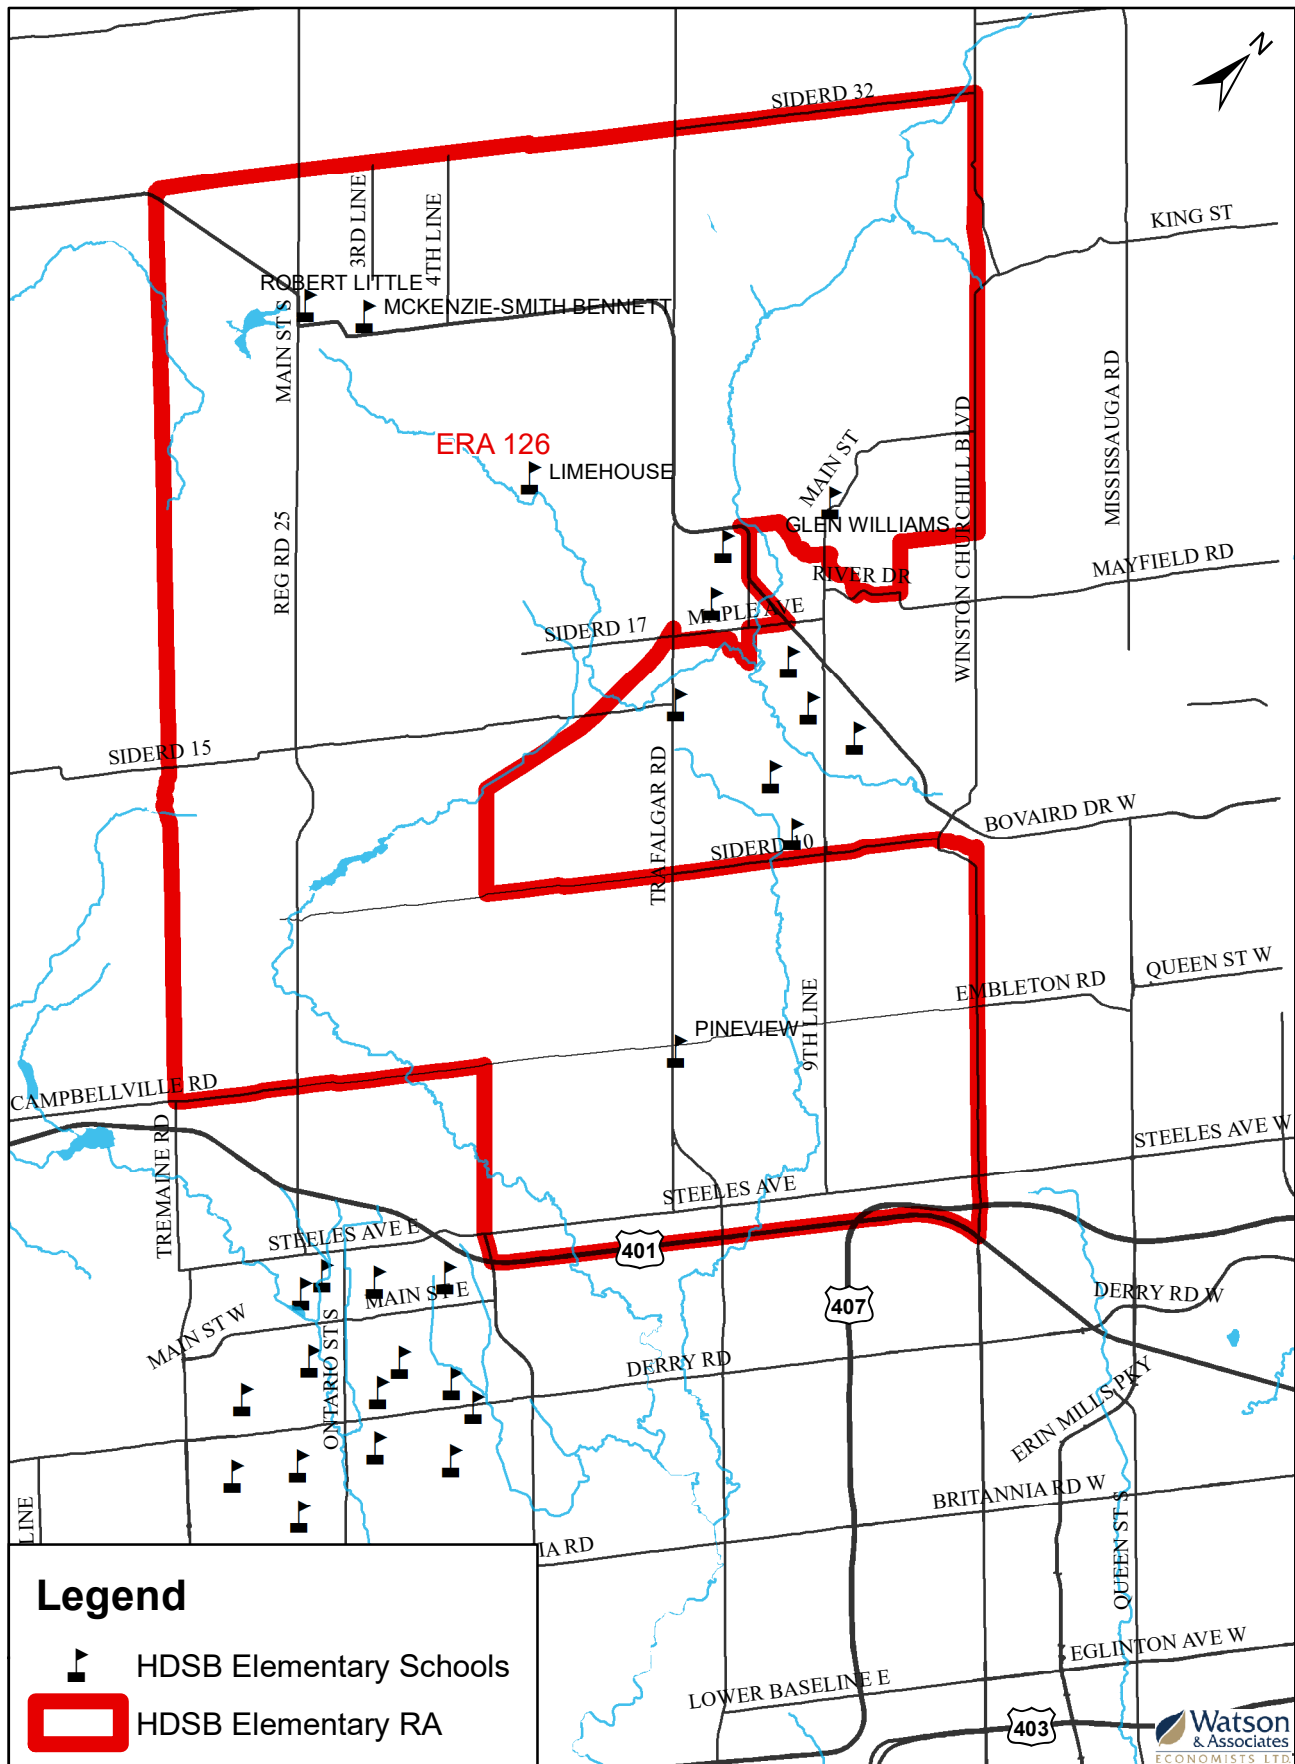 N
SIDERD 32
KING ST
3RD LINE
4TH LINE
ROBERT LITTLE
MCKENZIE-SMITH BENNETT
MAIN ST S
MISSISSAUGA RD
WINSTON CHURCHILL BLVD
ERA 126
LIMEHOUSE
MAIN ST
GLEN WILLIAMS
REG RD 25
RIVER DR
MAYFIELD RD
MAPLE AVE
SIDERD 17
SIDERD 15
TRAFALGAR RD
BOVAIRD DR W
SIDERD 10
QUEEN ST W
EMBLETON RD
9TH LINE
PINEVIEW
CAMPBELLVILLE RD
TREMAINE RD
STEELES AVE W
STEELES AVE
STEELES AVE E
401
407
DERRY RD W
MAIN ST E
MAIN ST W
ONTARIO ST S
DERRY RD
ERIN MILLS PKY
BRITANNIA RD W
QUEEN ST S
LINE
IA RD
EGLINTON AVE W
LOWER BASELINE E
403
Legend
HDSB Elementary Schools
HDSB Elementary RA
Watson
& Associates
ECONOMISTS LTD.